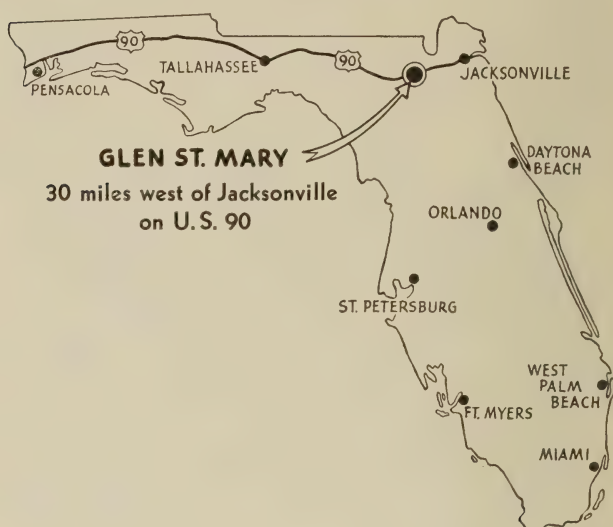 90
TALLAHASSEE
90
JACKSONVILLE
PENSACOLA
GLEN ST. MARY
30 miles west of Jacksonville
on U.S. 90
DAYTONA
BEACH
ORLANDO
ST. PETERSBURG
WEST
PALM
BEACH
FT. MYERS
MIAMI